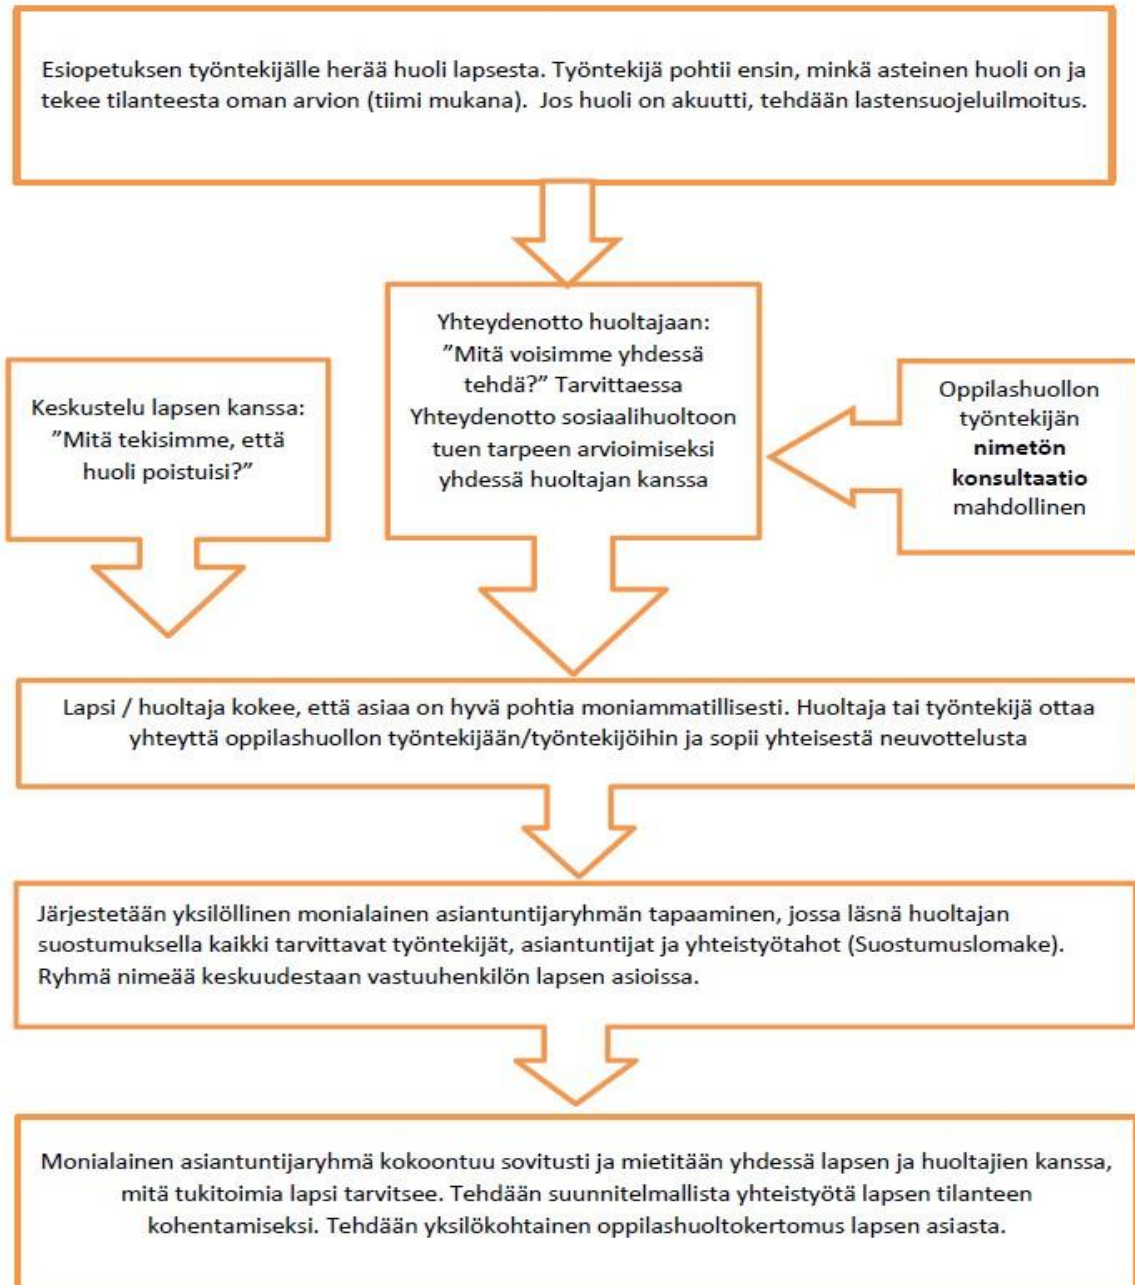 Esiopetuksen työntekijälle herää huoli lapsesta. Työntekijä pohtii ensin, minkä asteinen huoli on ja
tekee tilanteesta oman arvion (tiimi mukana).  Jos huoli on akuutti, tehdään lastensuojeluilmoitus.
Keskustelu lapsen kanssa:
”Mitä tekisimme, että
huoli poistuisi?”
Yhteydenotto huoltajaan:
”Mitä voisimme yhdessä
tehdä?” Tarvittaessa
Yhteydenotto sosiaalihuoltoon
tuen tarpeen arvioimiseksi
yhdessä huoltajan kanssa
Oppilashuollon
työntekijän
nimetön
konsultaatio
mahdollinen
Lapsi / huoltaja kokee, että asiaa on hyvä pohtia moniammatillisesti. Huoltaja tai työntekijä ottaa
yhteyttä oppilashuollon työntekijään/työntekijöihin ja sopii yhteisestä neuvottelusta
Järjestetään yksilöllinen monialainen asiantuntijaryhmän tapaaminen, jossa läsnä huoltajan
suostumuksella kaikki tarvittavat työntekijät, asiantuntijat ja yhteistyötahot (Suostumuslomake).
Ryhmä nimeää keskuudestaan vastuuhenkilön lapsen asioissa.
Monialainen asiantuntijaryhmä kokoontuu sovitusti ja mietitään yhdessä lapsen ja huoltajien kanssa,
mitä tukitoimia lapsi tarvitsee. Tehdään suunnitelmallista yhteistyötä lapsen tilanteen
kohentamiseksi. Tehdään yksilökohtainen oppilashuoltokertomus lapsen asiasta.